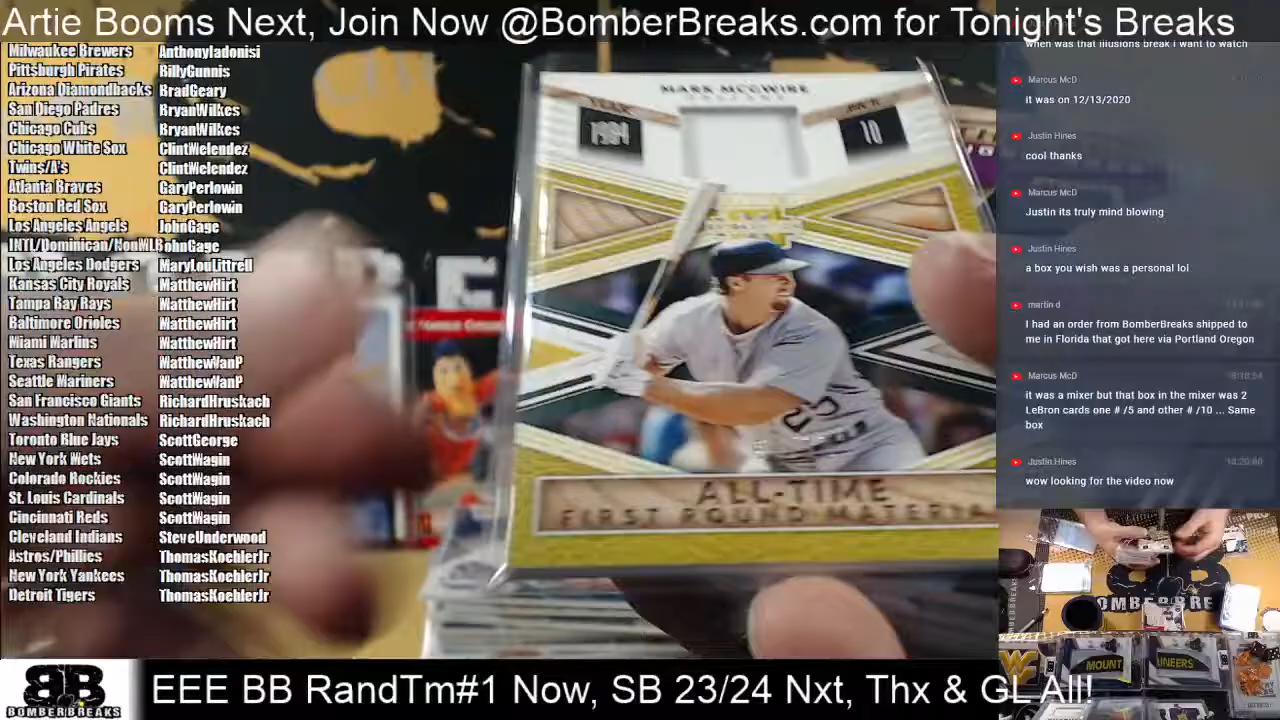 Artie Booms Next, Join Now @BomberBreaks.com for Tonight's Breaks
Milwaukee Brewers AnthonyIadonisi
Pittsburgh Pirates BillyGunnis
Arizona Diamondbacks BradGeary
San Diego Padres BryanWilkes
Chicago Cubs BryanWilkes
Chicago White Sox ClintMelendez
Twins/A's ClintMelendez
Atlanta Braves GaryPerlowin
Boston Red Sox GaryPerlowin
Los Angeles Angels JohnGage
INTL/Dominican/NonMLB JohnGage
Los Angeles Dodgers MaryLouLittrell
Kansas City Royals MatthewHirt
Tampa Bay Rays MatthewHirt
Baltimore Orioles MatthewHirt
Miami Marlins MatthewHirt
Texas Rangers MatthewVanP
Seattle Mariners MatthewVanP
San Francisco Giants RichardHruskach
Washington Nationals RichardHruskach
Toronto Blue Jays ScottGeorge
New York Mets ScottWagin
Colorado Rockies ScottWagin
St. Louis Cardinals ScottWagin
Cincinnati Reds ScottWagin
Cleveland Indians SteveUnderwood
Astros/Phillies ThomasKoehlerJr
New York Yankees ThomasKoehlerJr
Detroit Tigers ThomasKoehlerJr
MARK MCGWIRE
YEAR
1984
PICK
10
25
ALL-TIME
FIRST ROUND MATERIA
when was that illusions break i want to watch
Marcus McD
it was on 12/13/2020
Justin Hines
cool thanks
Marcus McD
Justin its truly mind blowing
Justin Hines
a box you wish was a personal lol
martin d
I had an order from BomberBreaks shipped to
me in Florida that got here via Portland Oregon
Marcus McD
it was a mixer but that box in the mixer was 2
LeBron cards one # /5 and other # /10 ... Same
box
Justin Hines
wow looking for the video now
OMBER BRE
MOUNT
AINEERS
BB
BOMBERBREAKS
EEE BB RandTm#1 Now, SB 23/24 Nxt, Thx & GL All!